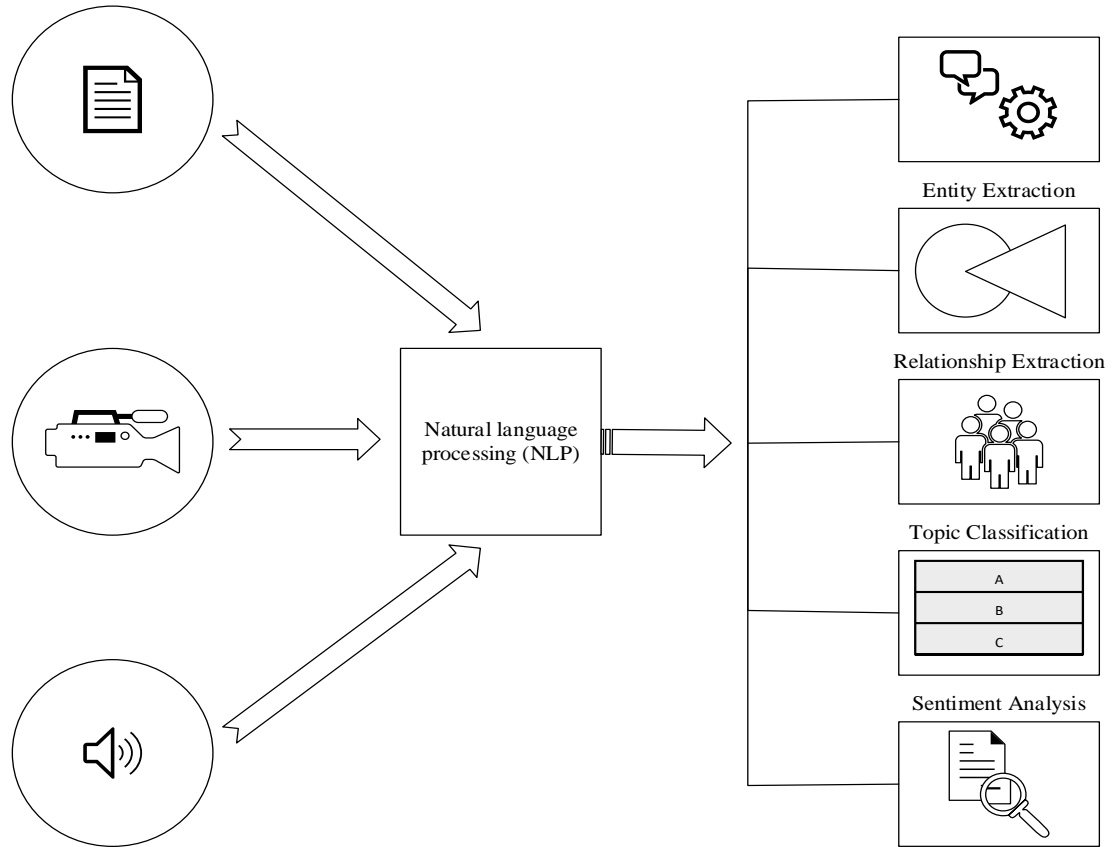 Entity Extraction
Relationship Extraction
Natural language
processing (NLP)
Topic Classification
A
B
C
Sentiment Analysis